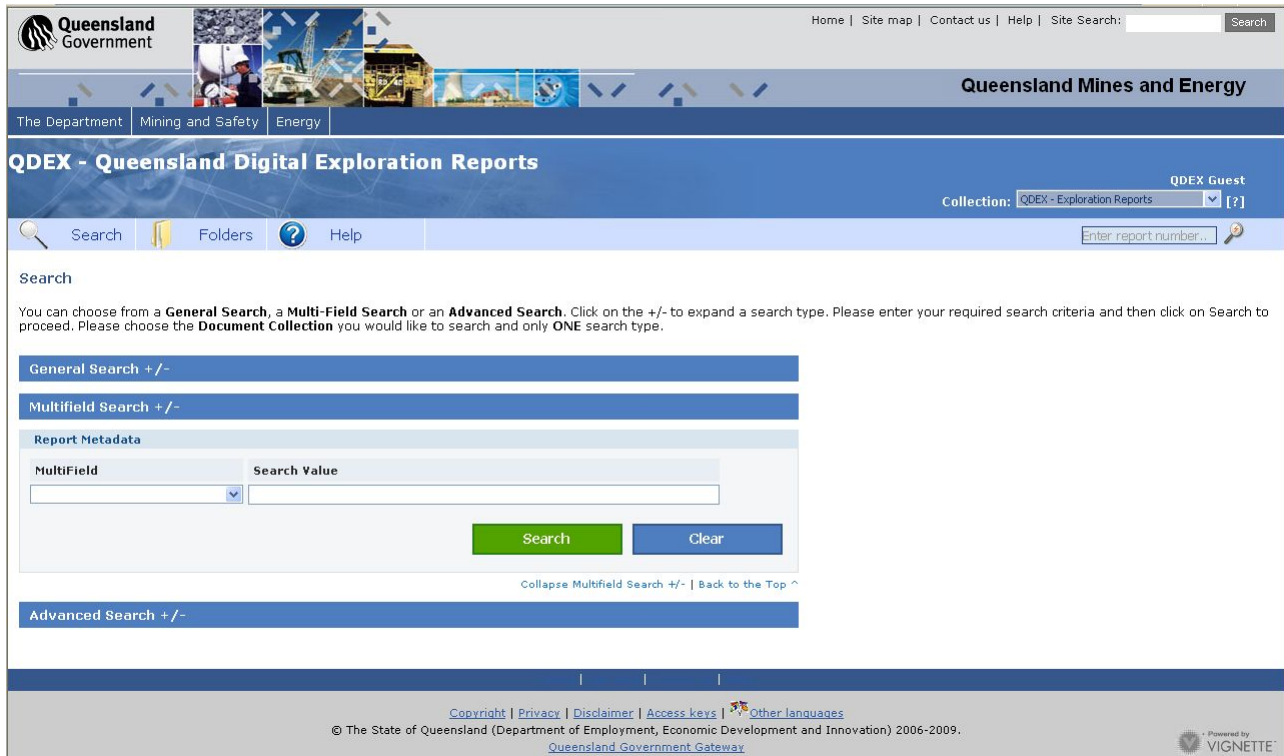 Queensland
Government
Home | Site map | Contact us | Help | Site Search:
Search
Queensland Mines and Energy
The Department | Mining and Safety | Energy
QDEX - Queensland Digital Exploration Reports
QDEX Guest
Collection: QDEX - Exploration Reports [?]
Search Folders Help
Enter report number..
Search
You can choose from a General Search, a Multi-Field Search or an Advanced Search. Click on the +/- to expand a search type. Please enter your required search criteria and then click on Search to
proceed. Please choose the Document Collection you would like to search and only ONE search type.
General Search +/-
Multifield Search +/-
Report Metadata
MultiField Search Value
Search Clear
Collapse Multifield Search +/- | Back to the Top ^
Advanced Search +/-
| | |
Copyright | Privacy | Disclaimer | Access keys | Other languages
© The State of Queensland (Department of Employment, Economic Development and Innovation) 2006-2009.
Queensland Government Gateway
Powered by
VIGNETTE